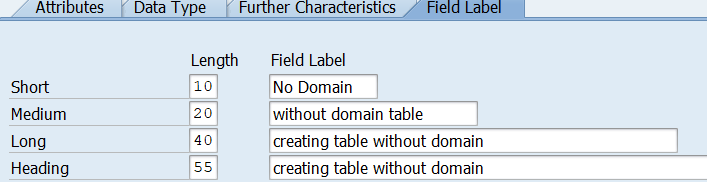 Attributes Data Type Further Characteristics Field Label
Length Field Label
Short 10 No Domain
Medium 20 without domain table
Long 40 creating table without domain
Heading 55 creating table without domain